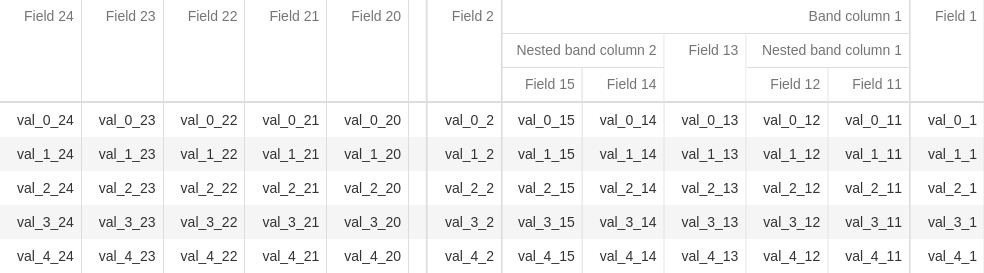 Field 24 Field 23 Field 22 Field 21 Field 20 Field 2 Band column 1 Field 1
Nested band column 2 Field 13 Nested band column 1
Field 15 Field 14 Field 12 Field 11
val_0_24 val_0_23 val_0_22 val_0_21 val_0_20 val_0_2 val_0_15 val_0_14 val_0_13 val_0_12 val_0_11 val_0_1
val_1_24 val_1_23 val_1_22 val_1_21 val_1_20 val_1_2 val_1_15 val_1_14 val_1_13 val_1_12 val_1_11 val_1_1
val_2_24 val_2_23 val_2_22 val_2_21 val_2_20 val_2_2 val_2_15 val_2_14 val_2_13 val_2_12 val_2_11 val_2_1
val_3_24 val_3_23 val_3_22 val_3_21 val_3_20 val_3_2 val_3_15 val_3_14 val_3_13 val_3_12 val_3_11 val_3_1
val_4_24 val_4_23 val_4_22 val_4_21 val_4_20 val_4_2 val_4_15 val_4_14 val_4_13 val_4_12 val_4_11 val_4_1